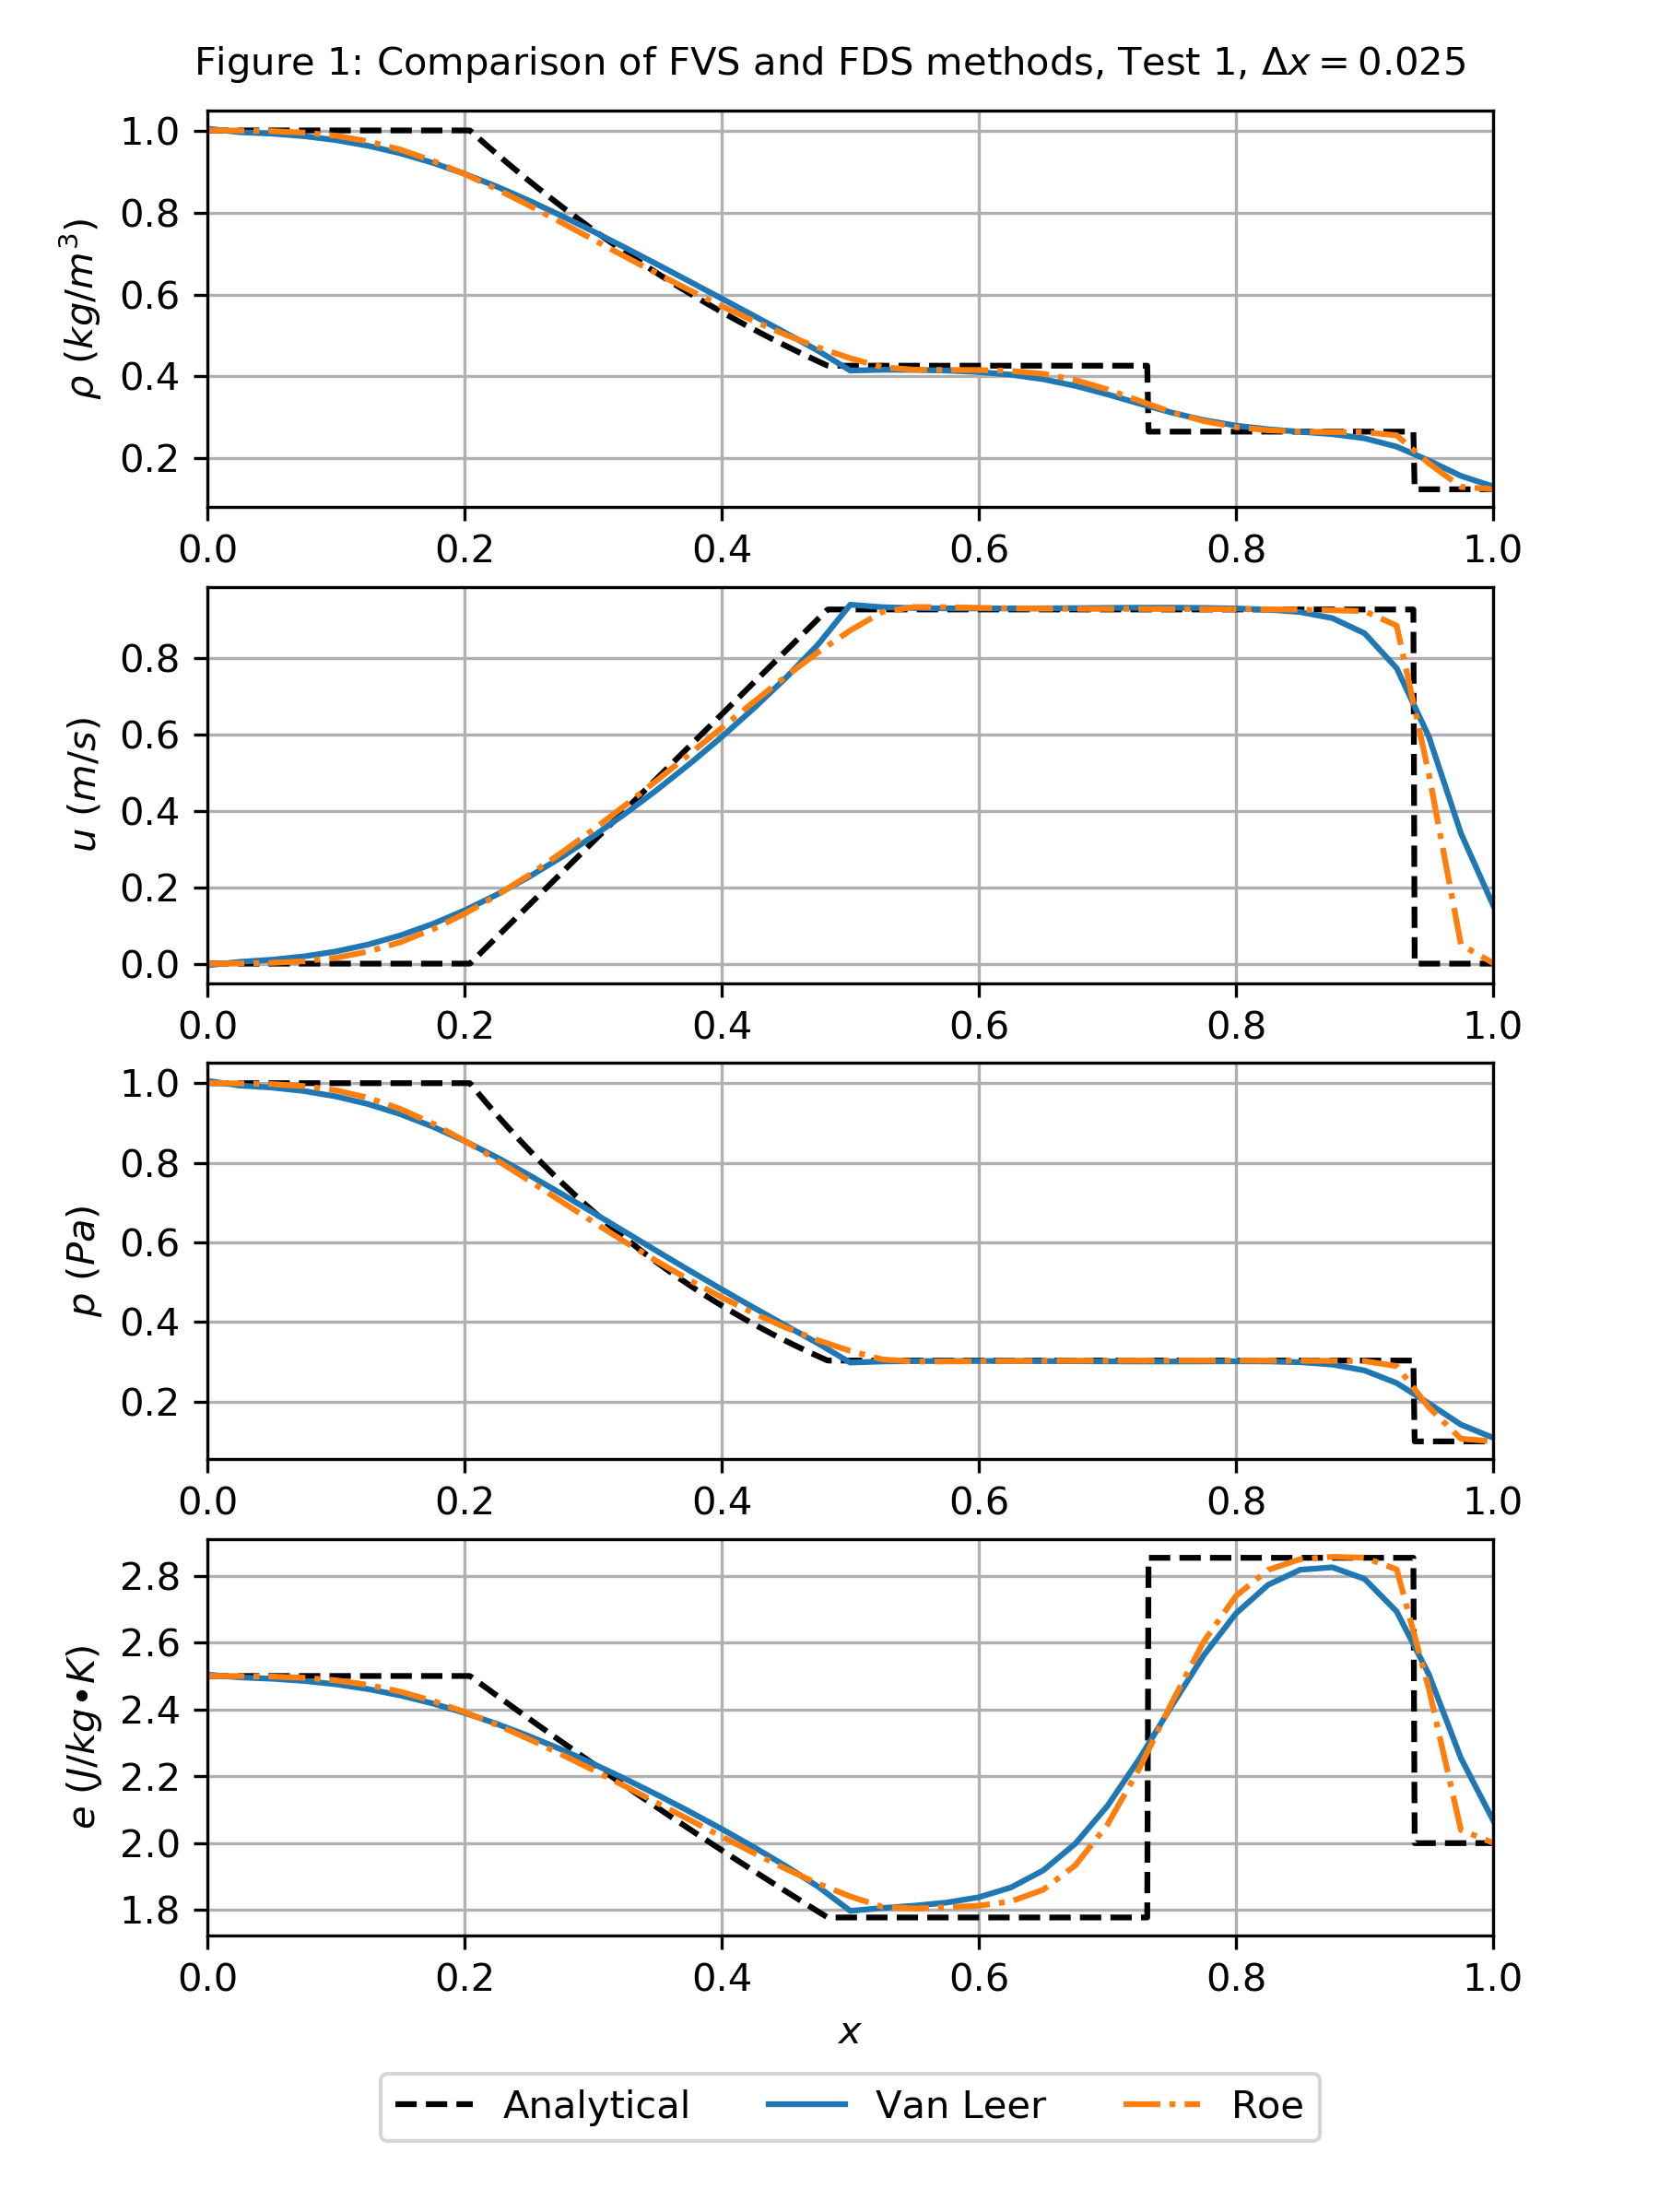 Figure 1: Comparison of FVS and FDS methods, Test 1, Δx = 0.025
ρ (kg/m³)
1.0
0.8
0.6
0.4
0.2
0.0 0.2 0.4 0.6 0.8 1.0
u (m/s)
0.8
0.6
0.4
0.2
0.0
0.0 0.2 0.4 0.6 0.8 1.0
p (Pa)
1.0
0.8
0.6
0.4
0.2
0.0 0.2 0.4 0.6 0.8 1.0
e (J/kg•K)
2.8
2.6
2.4
2.2
2.0
1.8
0.0 0.2 0.4 0.6 0.8 1.0
x
Analytical Van Leer Roe